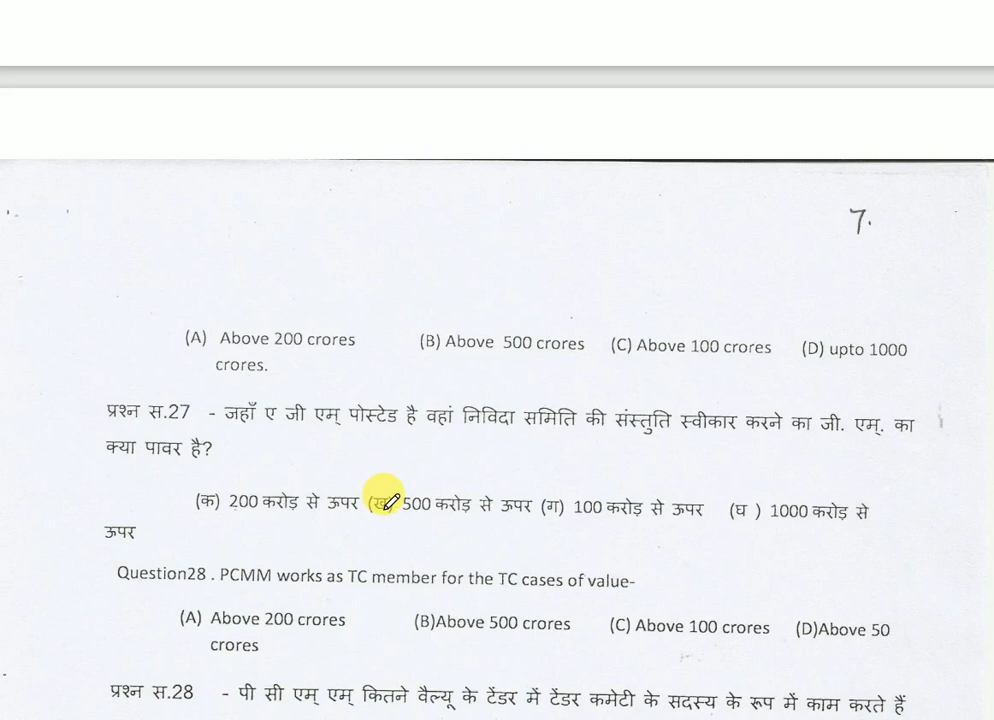 7.
(A) Above 200 crores (B) Above 500 crores (C) Above 100 crores (D) upto 1000
crores.
प्रश्न स.27 - जहाँ ए जी एम् पोस्टेड है वहां निविदा समिति की संस्तुति स्वीकार करने का जी. एम्. का
क्या पावर है?
(क) 200 करोड़ से ऊपर (ख) 500 करोड़ से ऊपर (ग) 100 करोड़ से ऊपर (घ ) 1000 करोड़ से
ऊपर
Question28 . PCMM works as TC member for the TC cases of value-
(A) Above 200 crores (B)Above 500 crores (C) Above 100 crores (D)Above 50
crores
प्रश्न स.28 - पी सी एम् एम् कितने वैल्यू के टेंडर में टेंडर कमेटी के सदस्य के रूप में काम करते हैं